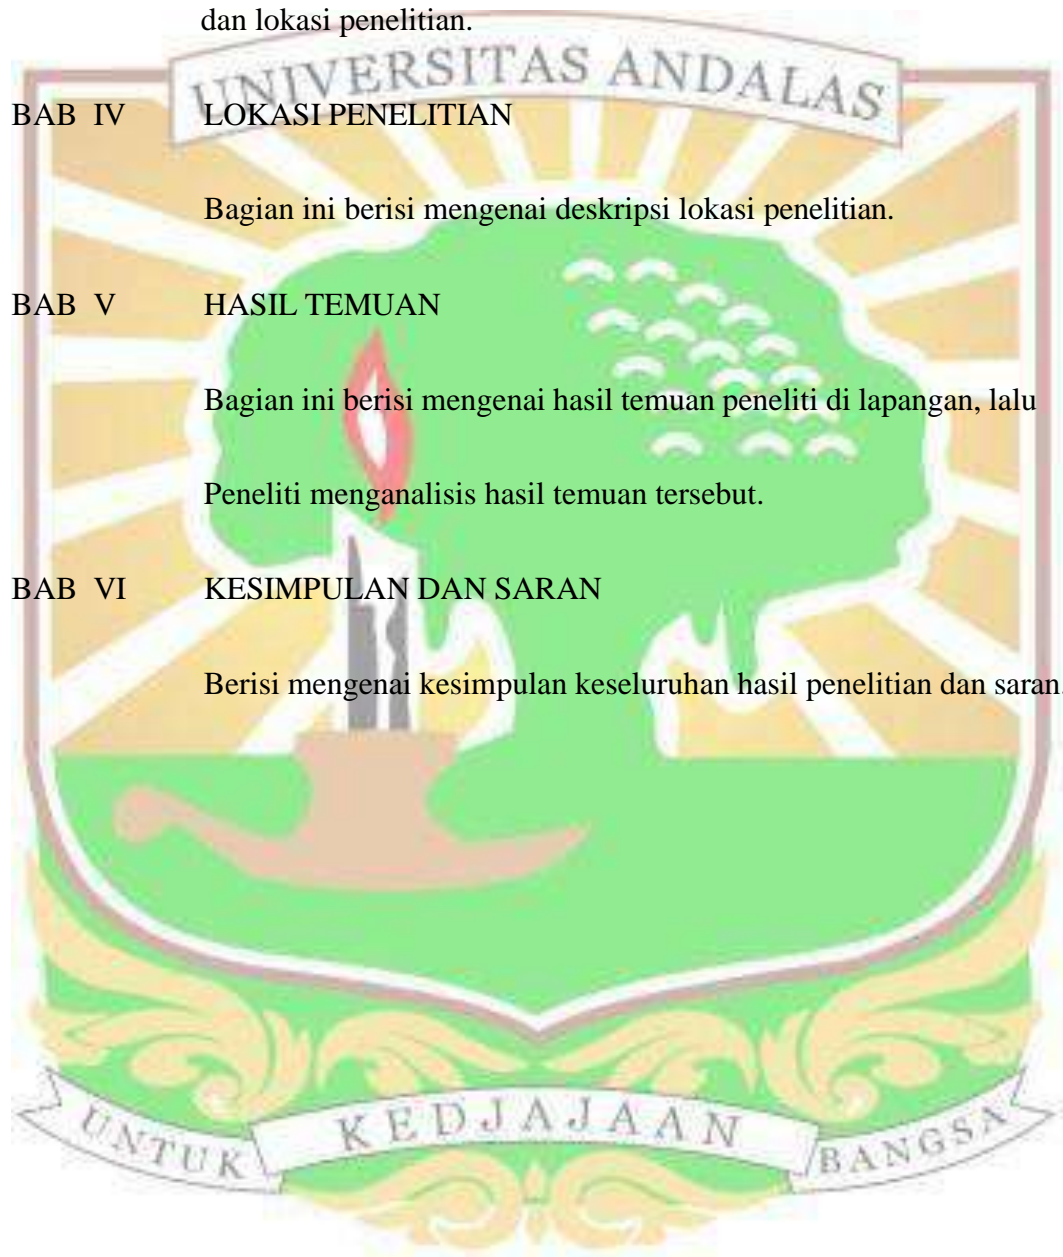 dan lokasi penelitian.
UNIVERSITAS ANDALAS
BAB IV LOKASI PENELITIAN
Bagian ini berisi mengenai deskripsi lokasi penelitian.
BAB V HASIL TEMUAN
Bagian ini berisi mengenai hasil temuan peneliti di lapangan, lalu
Peneliti menganalisis hasil temuan tersebut.
BAB VI KESIMPULAN DAN SARAN
Berisi mengenai kesimpulan keseluruhan hasil penelitian dan saran.
UNTUK KEDJAJAAN BANGSA